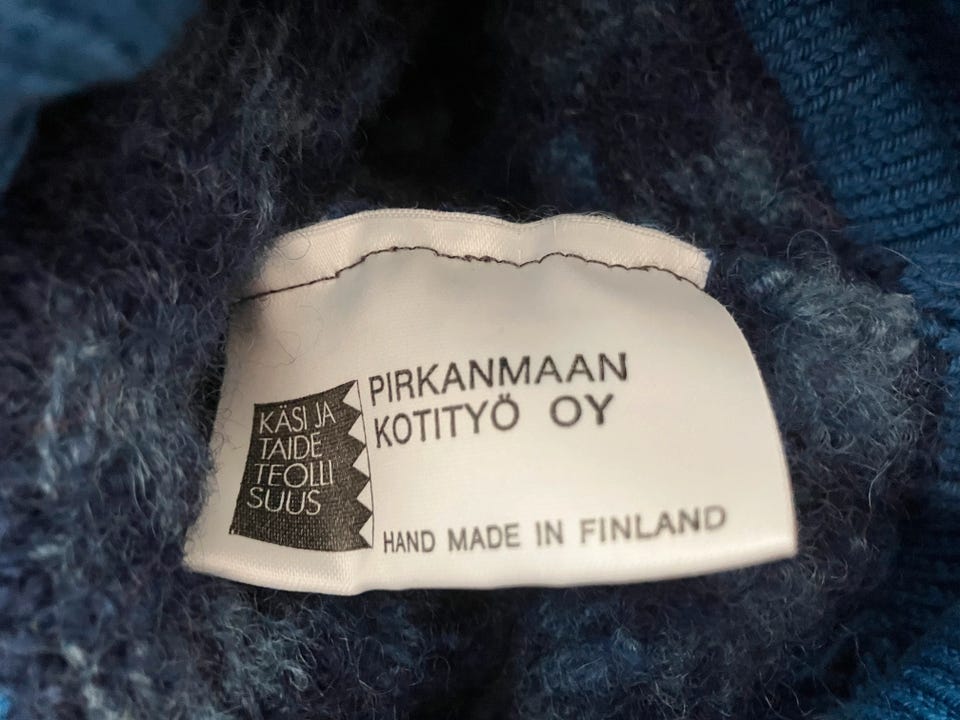 PIRKANMAAN
KOTITYÖ OY
KÄSI JA
TAIDE
TEOLLI
SUUS
HAND MADE IN FINLAND